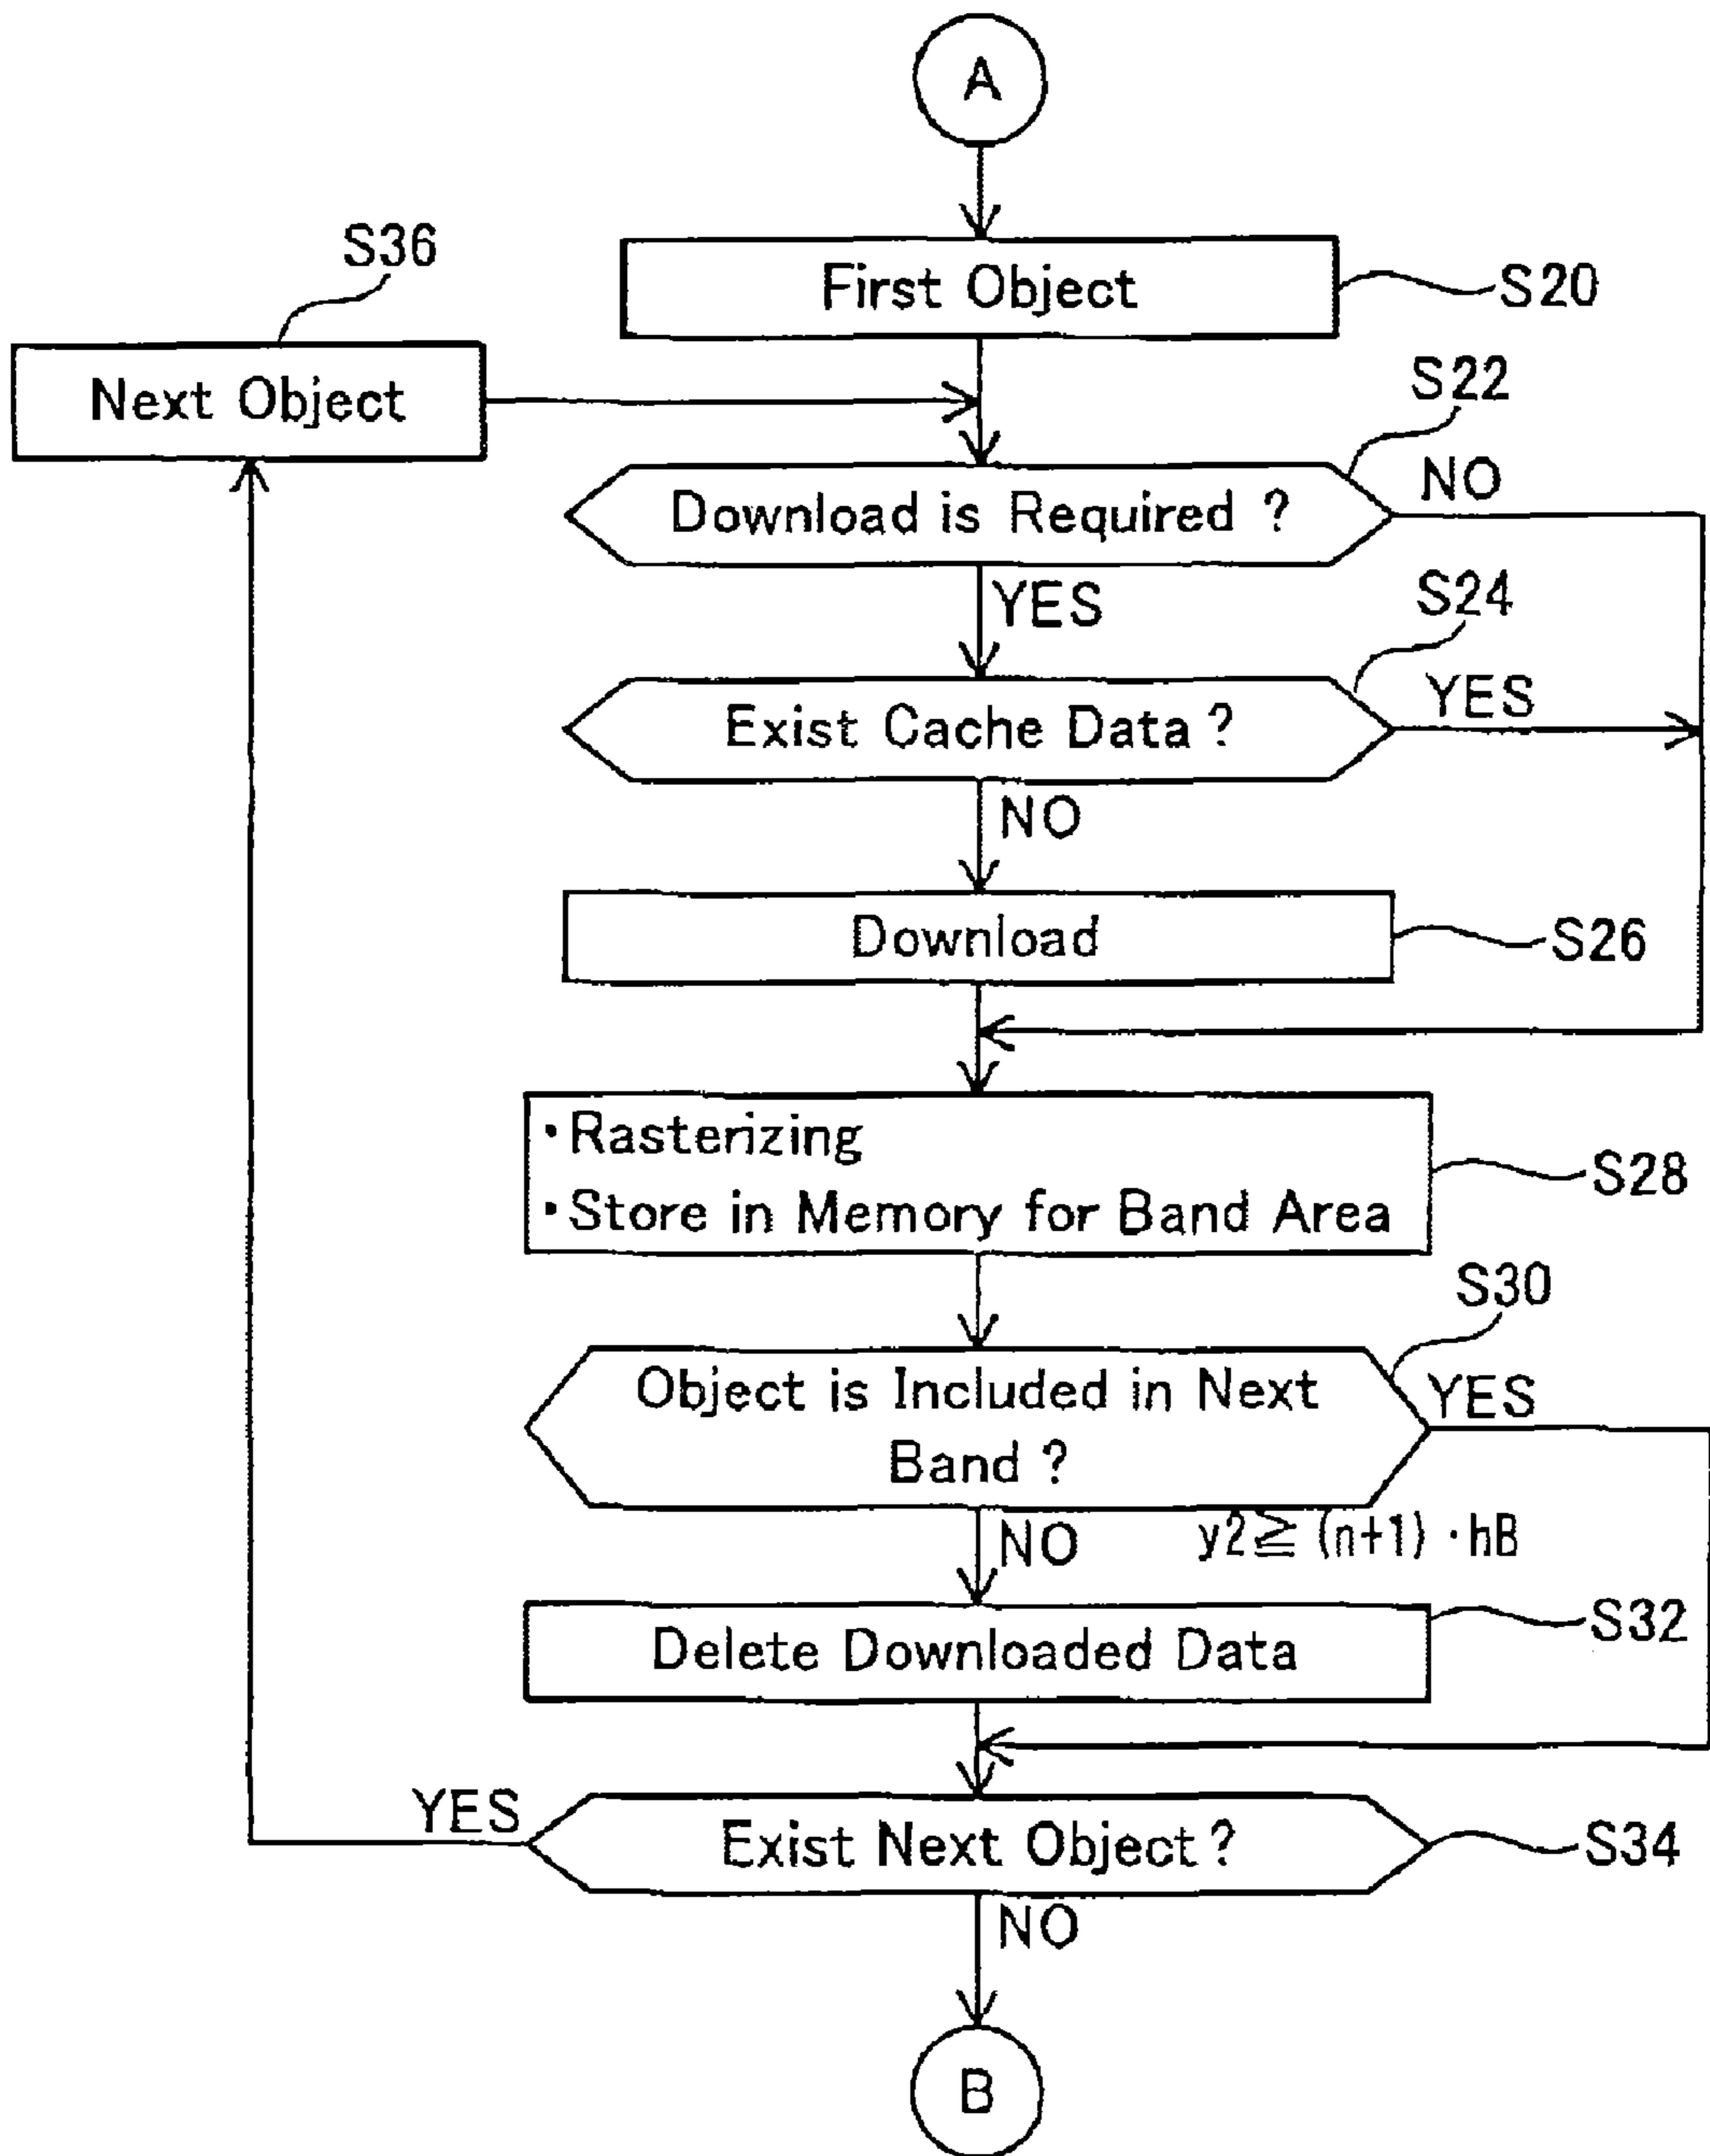 A
S36
First Object
S20
Next Object
S22
Download is Required ?
NO
YES
S24
Exist Cache Data ?
YES
NO
Download
S26
・Rasterizing
・Store in Memory for Band Area
S28
S30
Object is Included in Next
Band ?
YES
NO
y2≧(n+1)・hB
Delete Downloaded Data
S32
YES
Exist Next Object ?
S34
NO
B